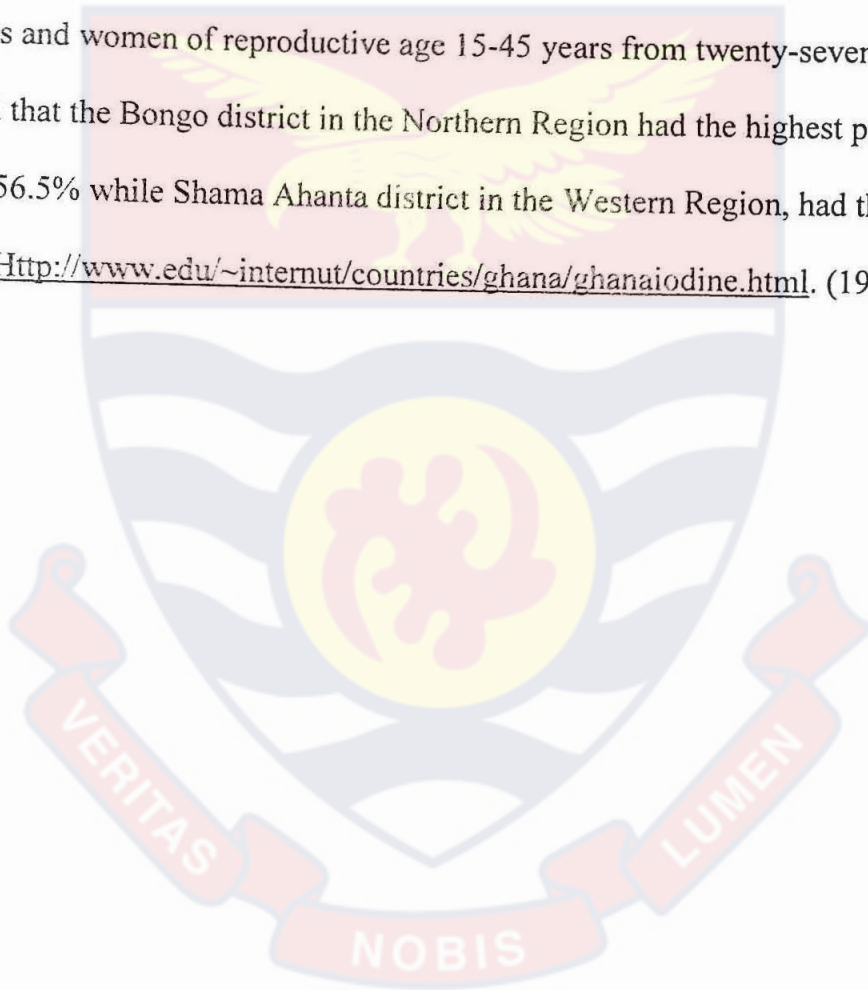 s and women of reproductive age 15-45 years from twenty-seven
that the Bongo district in the Northern Region had the highest p
56.5% while Shama Ahanta district in the Western Region, had th
Http://www.edu/~internut/countries/ghana/ghanaiodine.html. (19
VERITAS
NOBIS
LUMEN